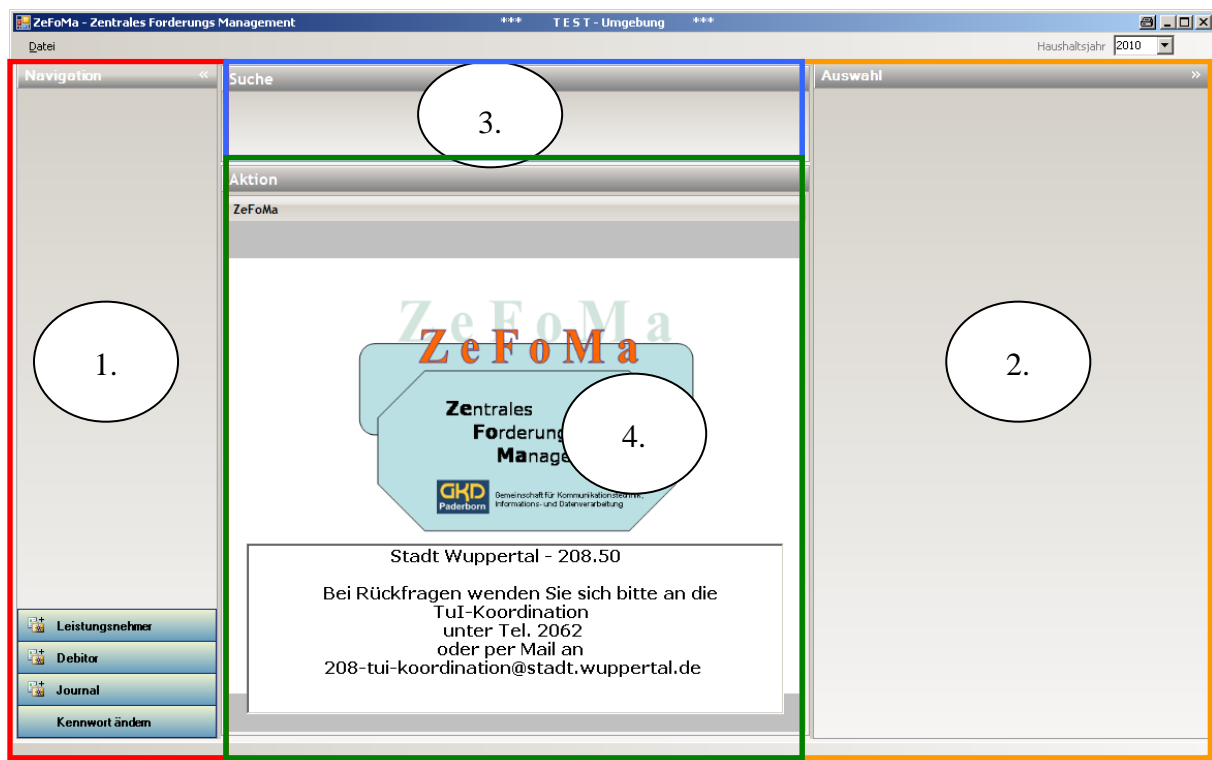 ZeFoMa - Zentrales Forderungs Management *** T E S T - Umgebung ***
Datei
Haushaltsjahr 2010
Navigation «
Suche
Auswahl »
3.
Aktion
ZeFoMa
ZeFoMa
ZeFoMa
1.
2.
Zentrales
4.
GKD
Paderborn
Gemeinschaft für Kommunikationstechnik,
Informations- und Datenverarbeitung
Stadt Wuppertal - 208.50
Bei Rückfragen wenden Sie sich bitte an die
TuI-Koordination
unter Tel. 2062
oder per Mail an
208-tui-koordination@stadt.wuppertal.de
Leistungsnehmer
Debitor
Journal
Kennwort ändern